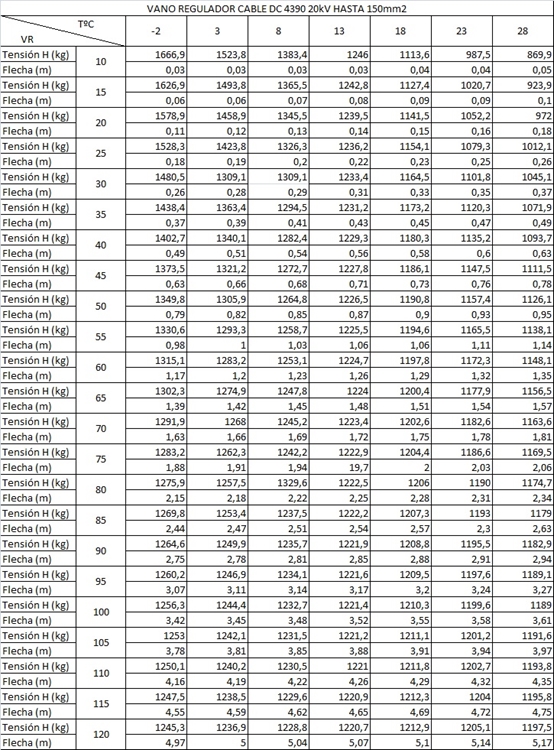 VANO REGULADOR CABLE DC 4390 20kV HASTA 150mm2
TºC
VR
-2 3 8 13 18 23 28
Tensión H (kg) 10 1666,9 1523,8 1383,4 1246 1113,6 987,5 869,9
Flecha (m) 0,03 0,03 0,03 0,03 0,04 0,04 0,05
Tensión H (kg) 15 1626,9 1493,8 1365,5 1242,8 1127,4 1020,7 923,9
Flecha (m) 0,06 0,06 0,07 0,08 0,09 0,09 0,1
Tensión H (kg) 20 1578,9 1458,9 1345,5 1239,5 1141,5 1052,2 972
Flecha (m) 0,11 0,12 0,13 0,14 0,15 0,16 0,18
Tensión H (kg) 25 1528,3 1423,8 1326,3 1236,2 1154,1 1079,3 1012,1
Flecha (m) 0,18 0,19 0,2 0,22 0,23 0,25 0,26
Tensión H (kg) 30 1480,5 1309,1 1309,1 1233,4 1164,5 1101,8 1045,1
Flecha (m) 0,26 0,28 0,29 0,31 0,33 0,35 0,37
Tensión H (kg) 35 1438,4 1363,4 1294,5 1231,2 1173,2 1120,3 1071,9
Flecha (m) 0,37 0,39 0,41 0,43 0,45 0,47 0,49
Tensión H (kg) 40 1402,7 1340,1 1282,4 1229,3 1180,3 1135,2 1093,7
Flecha (m) 0,49 0,51 0,54 0,56 0,58 0,6 0,63
Tensión H (kg) 45 1373,5 1321,2 1272,7 1227,8 1186,1 1147,5 1111,5
Flecha (m) 0,63 0,66 0,68 0,71 0,73 0,76 0,78
Tensión H (kg) 50 1349,8 1305,9 1264,8 1226,5 1190,8 1157,4 1126,1
Flecha (m) 0,79 0,82 0,85 0,87 0,9 0,93 0,95
Tensión H (kg) 55 1330,6 1293,3 1258,7 1225,5 1194,6 1165,5 1138,1
Flecha (m) 0,98 1 1,03 1,06 1,06 1,11 1,14
Tensión H (kg) 60 1315,1 1283,2 1253,1 1224,7 1197,8 1172,3 1148,1
Flecha (m) 1,17 1,2 1,23 1,26 1,29 1,32 1,35
Tensión H (kg) 65 1302,3 1274,9 1247,8 1224 1200,4 1177,9 1156,5
Flecha (m) 1,39 1,42 1,45 1,48 1,51 1,54 1,57
Tensión H (kg) 70 1291,9 1268 1245,2 1223,4 1202,6 1182,6 1163,6
Flecha (m) 1,63 1,66 1,69 1,72 1,75 1,78 1,81
Tensión H (kg) 75 1283,2 1262,3 1242,2 1222,9 1204,4 1186,6 1169,5
Flecha (m) 1,88 1,91 1,94 19,7 2 2,03 2,06
Tensión H (kg) 80 1275,9 1257,5 1329,6 1222,5 1206 1190 1174,7
Flecha (m) 2,15 2,18 2,22 2,25 2,28 2,31 2,34
Tensión H (kg) 85 1269,8 1253,4 1237,5 1222,2 1207,3 1193 1179
Flecha (m) 2,44 2,47 2,51 2,54 2,57 2,3 2,63
Tensión H (kg) 90 1264,6 1249,9 1235,7 1221,9 1208,8 1195,5 1182,9
Flecha (m) 2,75 2,78 2,81 2,85 2,88 2,91 2,94
Tensión H (kg) 95 1260,2 1246,9 1234,1 1221,6 1209,5 1197,6 1189,1
Flecha (m) 3,07 3,11 3,14 3,17 3,2 3,24 3,27
Tensión H (kg) 100 1256,3 1244,4 1232,7 1221,4 1210,3 1199,6 1189
Flecha (m) 3,42 3,45 3,48 3,52 3,55 3,58 3,61
Tensión H (kg) 105 1253 1242,1 1231,5 1221,2 1211,1 1201,2 1191,6
Flecha (m) 3,78 3,81 3,85 3,88 3,91 3,94 3,97
Tensión H (kg) 110 1250,1 1240,2 1230,5 1221 1211,8 1202,7 1193,8
Flecha (m) 4,16 4,19 4,22 4,26 4,29 4,32 4,35
Tensión H (kg) 115 1247,5 1238,5 1229,6 1220,9 1212,3 1204 1195,8
Flecha (m) 4,55 4,59 4,62 4,65 4,69 4,72 4,75
Tensión H (kg) 120 1245,3 1236,9 1228,8 1220,7 1212,9 1205,1 1197,5
Flecha (m) 4,97 5 5,04 5,07 5,1 5,14 5,17